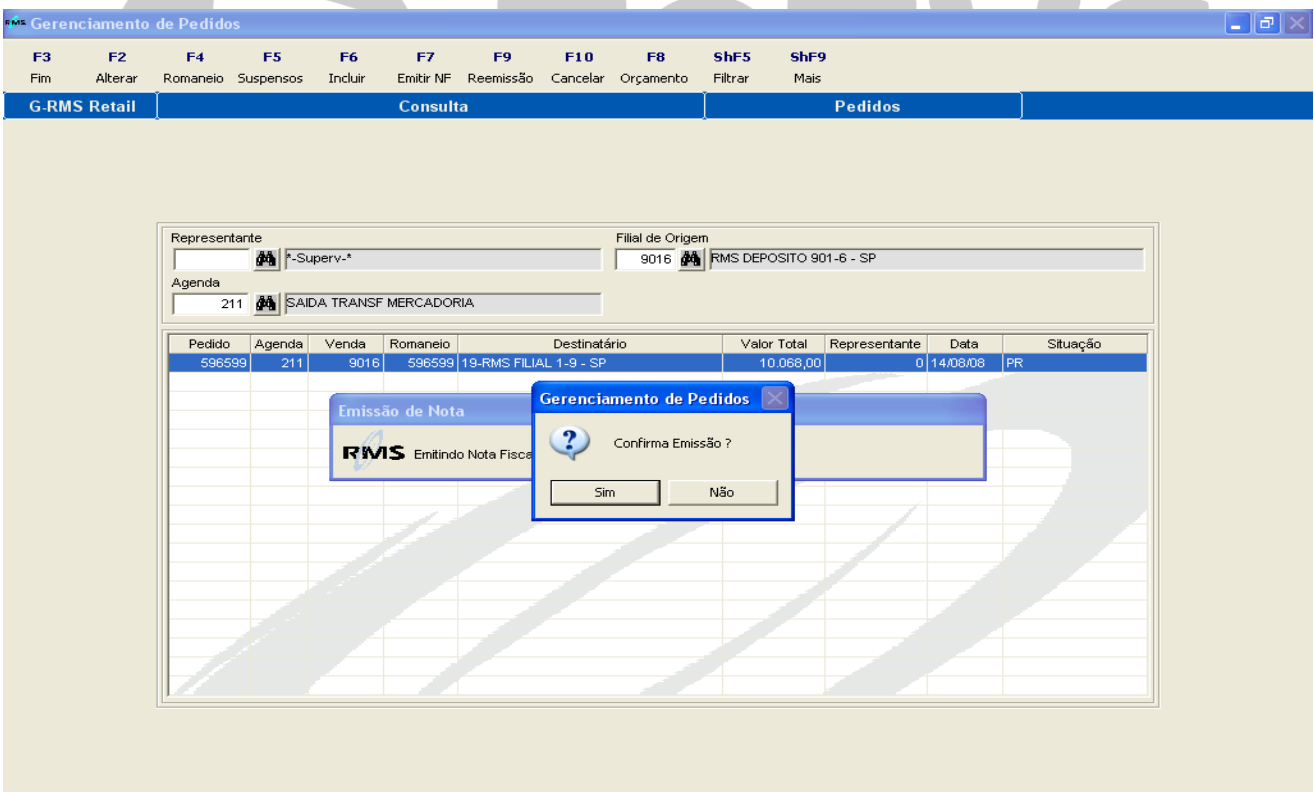 RMS Gerenciamento de Pedidos
F3 F2 F4 F5 F6 F7 F9 F10 F8 ShF5 ShF9
Fim Alterar Romaneio Suspensos Incluir Emitir NF Reemissão Cancelar Orçamento Filtrar Mais
G-RMS Retail Consulta Pedidos
Representante Filial de Origem
*-Superv-* 9016 RMS DEPOSITO 901-6 - SP
Agenda
211 SAIDA TRANSF MERCADORIA
Pedido Agenda Venda Romaneio Destinatário Valor Total Representante Data Situação
596599 211 9016 596599 19-RMS FILIAL 1-9 - SP 10.068,00 0 14/08/08 PR
Emissão de Nota
RMS Emitindo Nota Fisca
Gerenciamento de Pedidos
Confirma Emissão ?
Sim Não